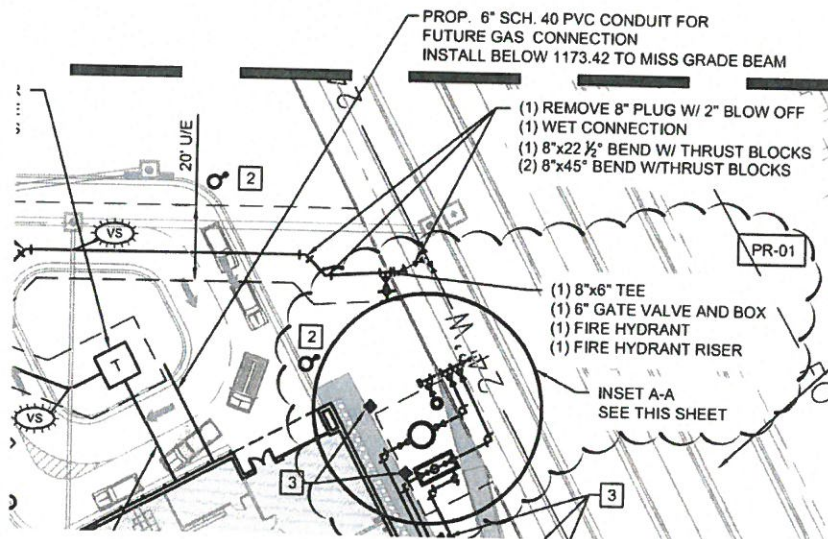 PROP. 6" SCH. 40 PVC CONDUIT FOR
FUTURE GAS CONNECTION
INSTALL BELOW 1173.42 TO MISS GRADE BEAM
(1) REMOVE 8" PLUG W/ 2" BLOW OFF
(1) WET CONNECTION
(1) 8"x22 ½° BEND W/ THRUST BLOCKS
(2) 8"x45° BEND W/THRUST BLOCKS
20' U/E
2
VS
PR-01
(1) 8"x6" TEE
(1) 6" GATE VALVE AND BOX
(1) FIRE HYDRANT
(1) FIRE HYDRANT RISER
2
T
24" W
INSET A-A
SEE THIS SHEET
VS
3
3